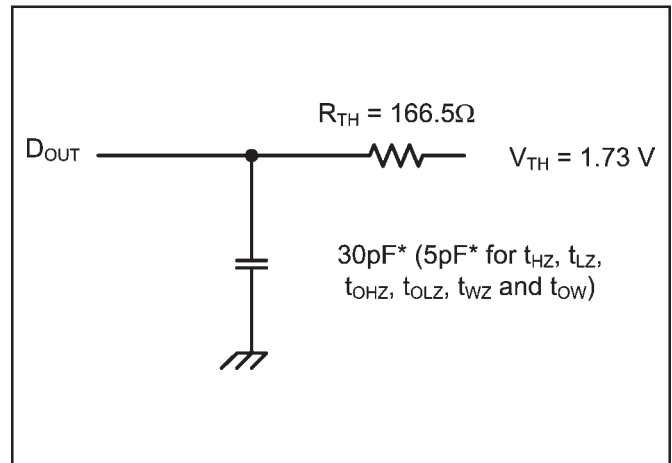 R_TH = 166.5Ω
D_OUT
V_TH = 1.73 V
30pF* (5pF* for t_HZ, t_LZ,
t_OHZ, t_OLZ, t_WZ and t_OW)